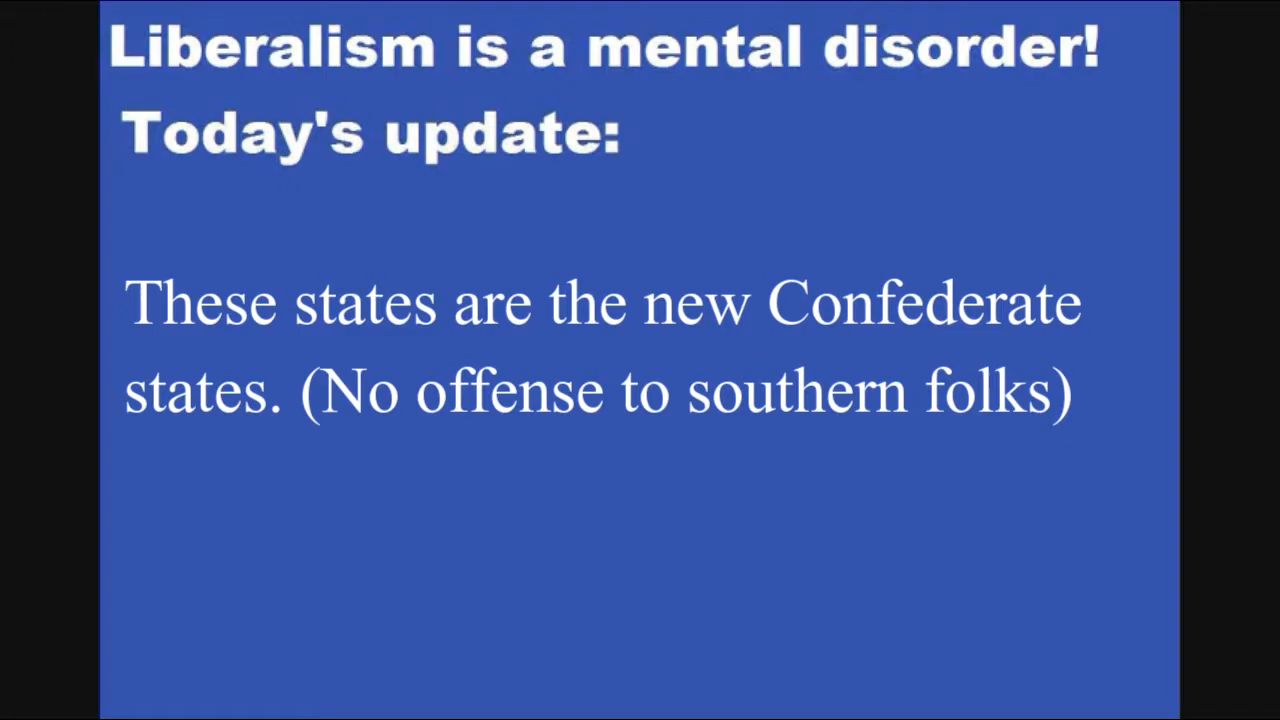 Liberalism is a mental disorder!
Today's update:
These states are the new Confederate
states. (No offense to southern folks)